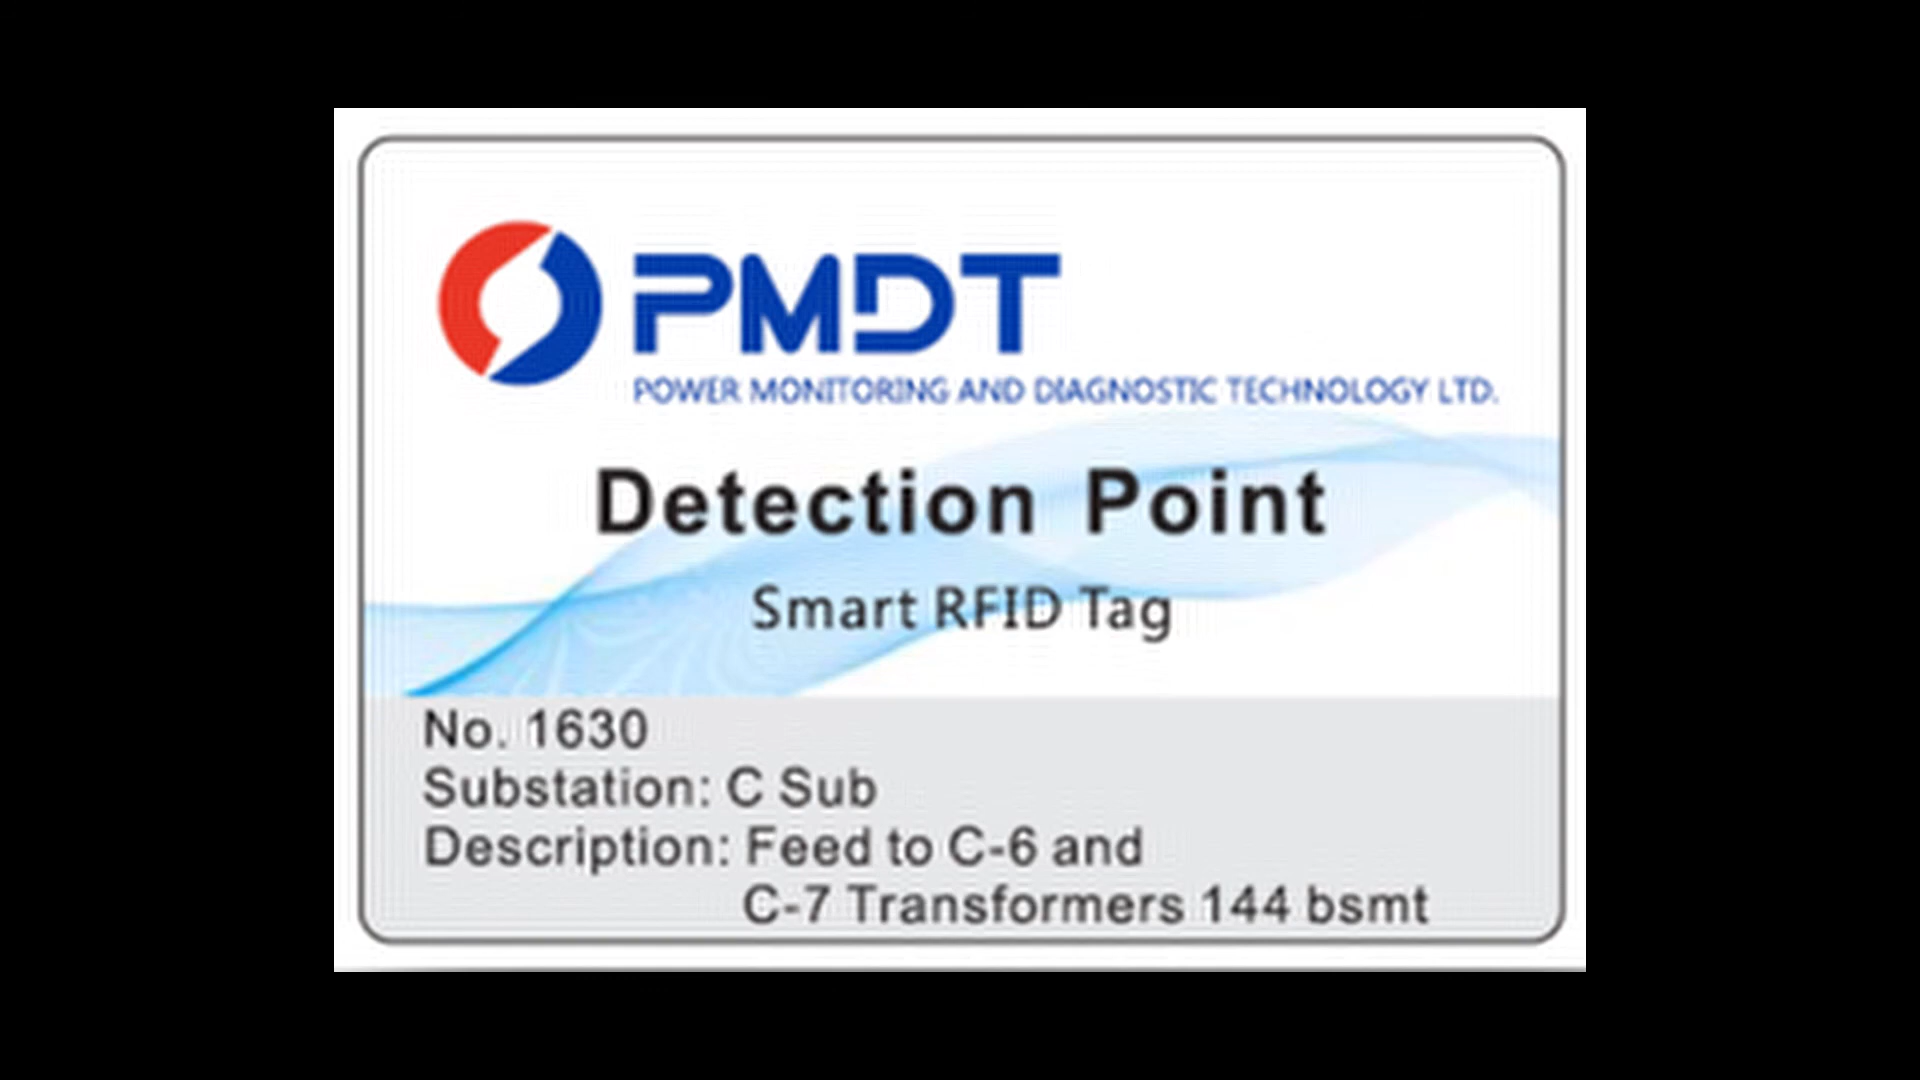 PMDT
POWER MONITORING AND DIAGNOSTIC TECHNOLOGY LTD.
Detection Point
Smart RFID Tag
No. 1630
Substation: C Sub
Description: Feed to C-6 and
C-7 Transformers 144 bsmt